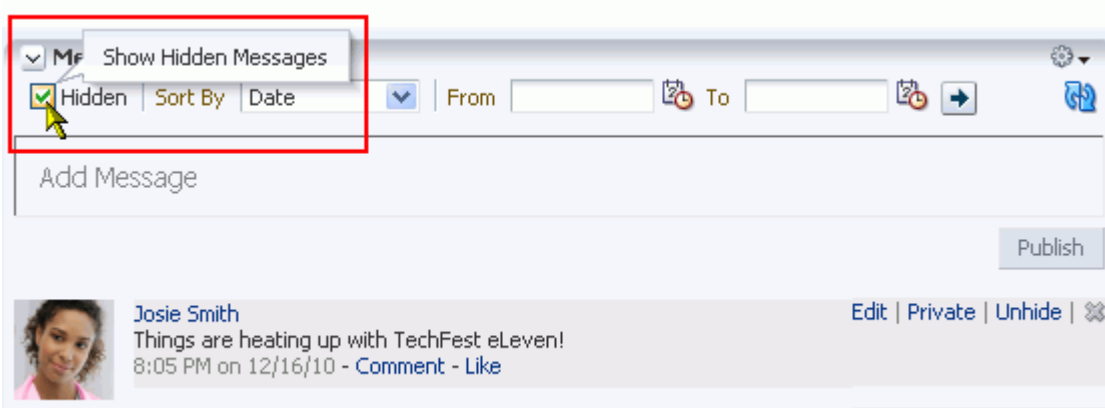 Show Hidden Messages
Hidden Sort By Date From To
Add Message
Publish
Josie Smith
Edit | Private | Unhide |
Things are heating up with TechFest eLeven!
8:05 PM on 12/16/10 - Comment - Like